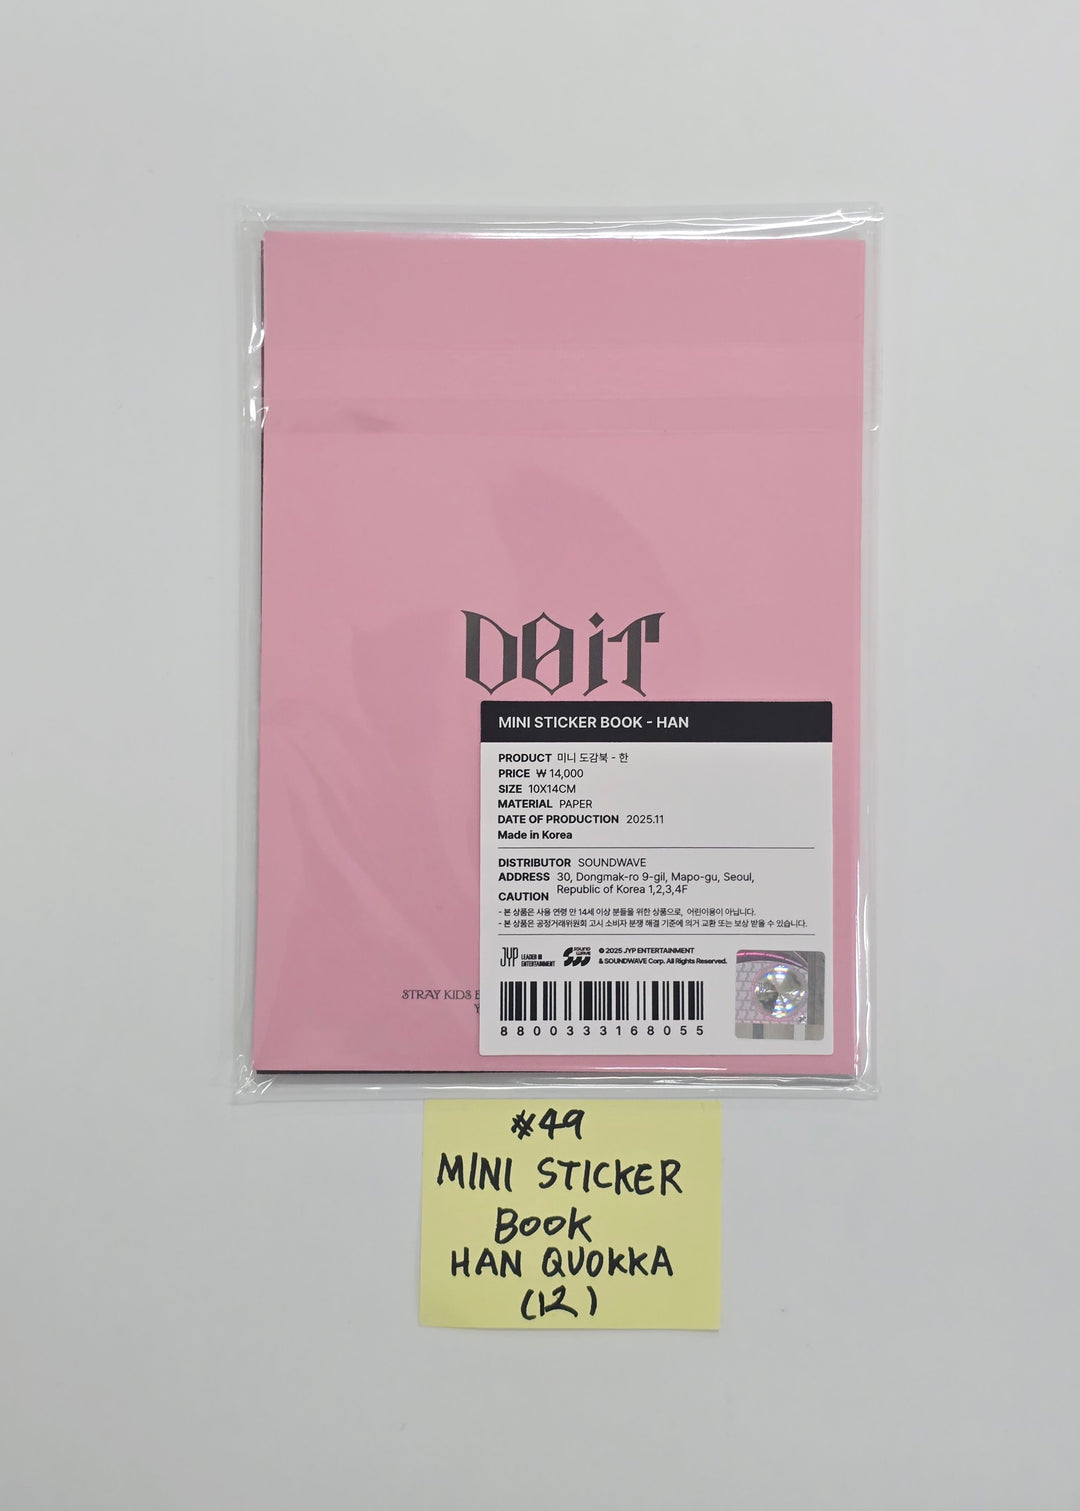 DO iT
MINI STICKER BOOK - HAN
PRODUCT 미니 도감북 - 한
PRICE ₩ 14,000
SIZE 10X14CM
MATERIAL PAPER
DATE OF PRODUCTION 2025.11
Made in Korea
DISTRIBUTOR SOUNDWAVE
ADDRESS 30, Dongmak-ro 9-gil, Mapo-gu, Seoul,
Republic of Korea 1,2,3,4F
CAUTION
- 본 상품은 사용 연령 만 14세 이상 분들을 위한 상품으로, 어린이용이 아닙니다.
- 본 상품은 공정거래위원회 고시 소비자 분쟁 해결 기준에 의거 교환 또는 보상 받을 수 있습니다.
JYP LEADER IN
ENTERTAINMENT
SOUND
WAVE
© 2025 JYP ENTERTAINMENT
& SOUNDWAVE Corp. All Rights Reserved.
STRAY KIDS
8800333168055
#49
MINI STICKER
BOOK
HAN QUOKKA
(12)